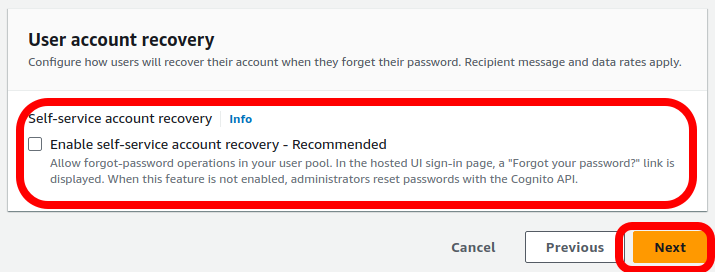 User account recovery
Configure how users will recover their account when they forget their password. Recipient message and data rates apply.
Self-service account recovery Info
Enable self-service account recovery - Recommended
Allow forgot-password operations in your user pool. In the hosted UI sign-in page, a "Forgot your password?" link is
displayed. When this feature is not enabled, administrators reset passwords with the Cognito API.
Cancel Previous Next